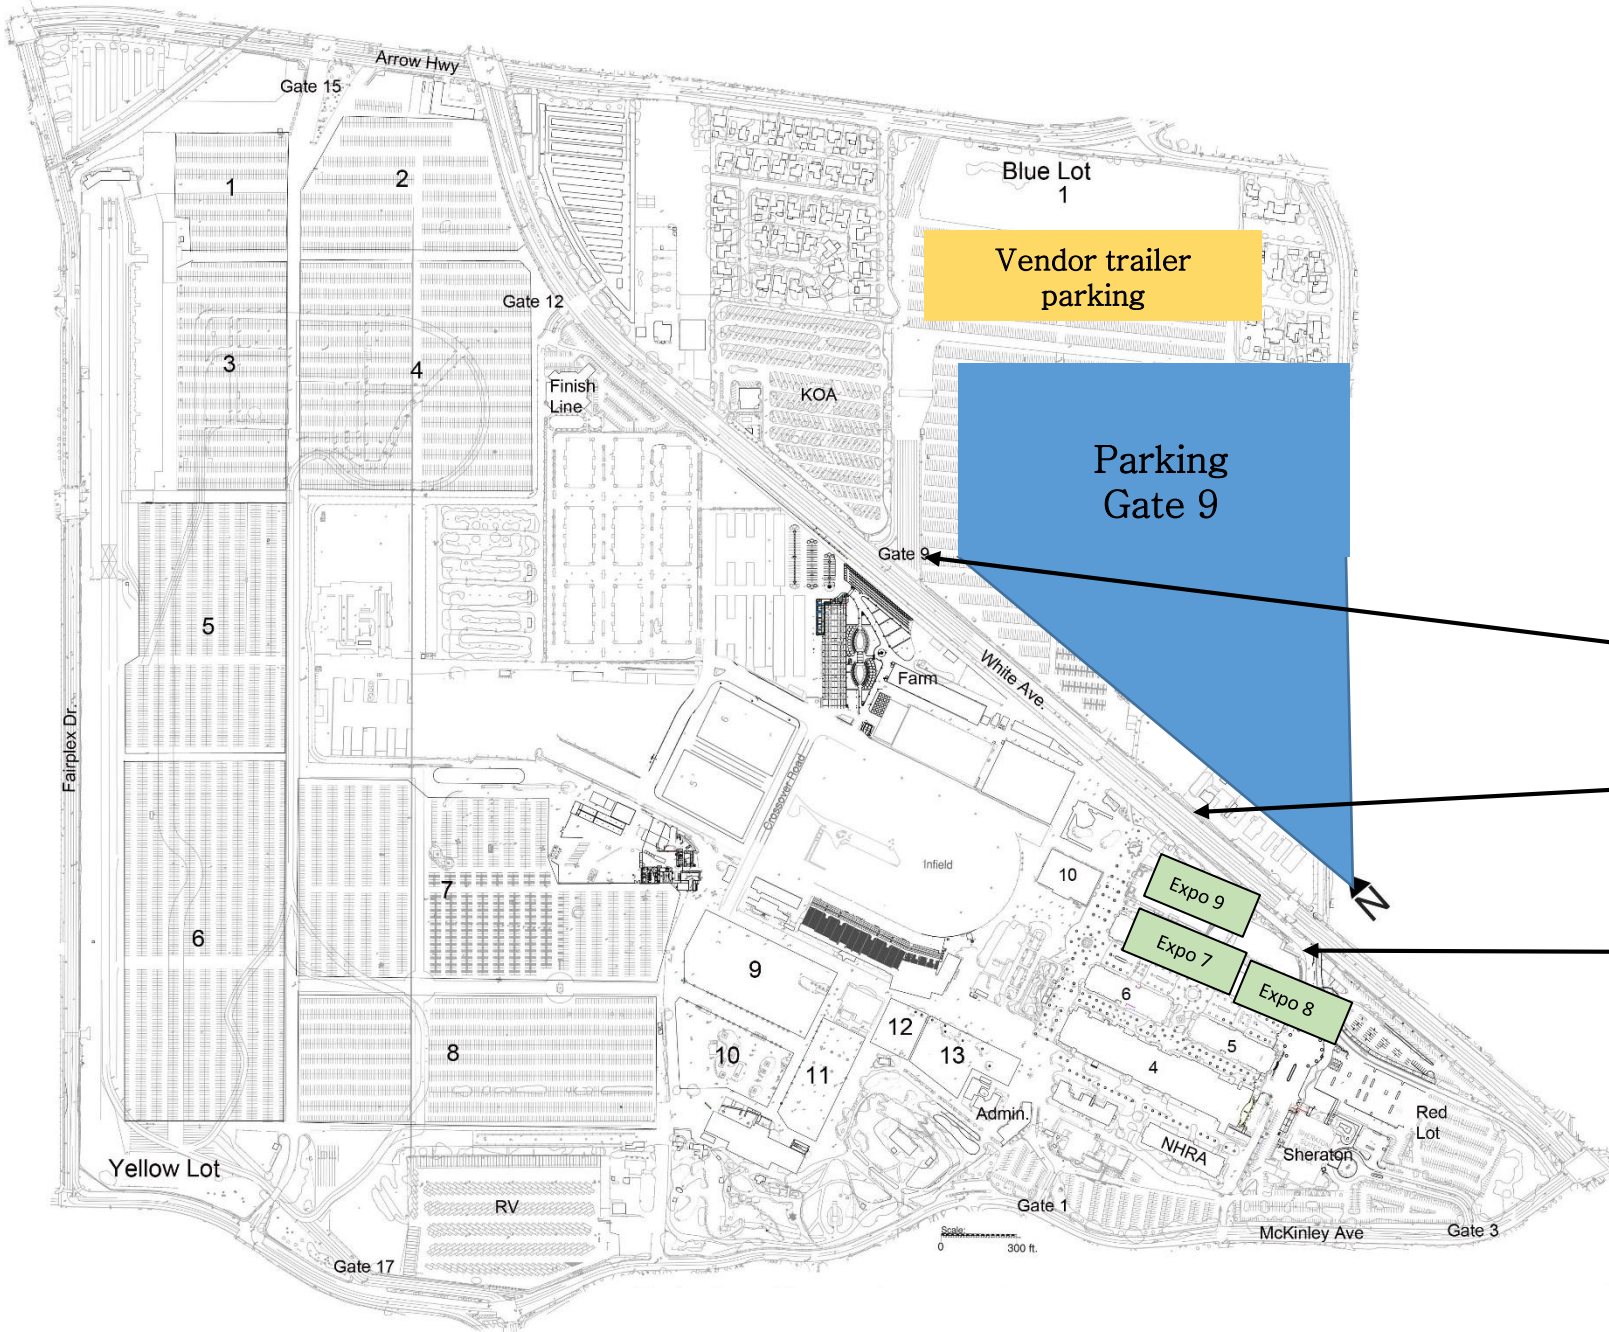 Arrow Hwy
Gate 15
Blue Lot
1
1
2
Vendor trailer
parking
Gate 12
3
4
Finish
Line
KOA
Parking
Gate 9
Gate 9
5
Farm
White Ave.
Fairplex Dr.
Crossover Road
Infield
10
Expo 9
7
6
Expo 7
Expo 8
9
6
5
4
12
13
10
11
8
Admin.
NHRA
Sheraton
Red
Lot
Yellow Lot
RV
Gate 1
McKinley Ave
Gate 3
Scale:
0 300 ft.
Gate 17
N